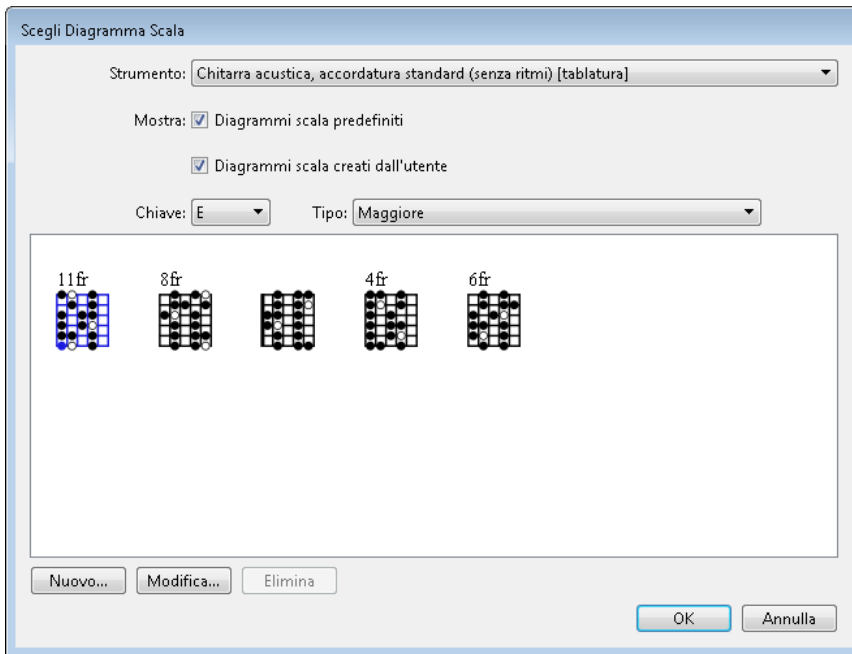 Scegli Diagramma Scala
Strumento: Chitarra acustica, accordatura standard (senza ritmi) [tablatura]
Mostra: Diagrammi scala predefiniti
Diagrammi scala creati dall'utente
Chiave: E Tipo: Maggiore
11fr 8fr 4fr 6fr
Nuovo... Modifica... Elimina
OK Annulla